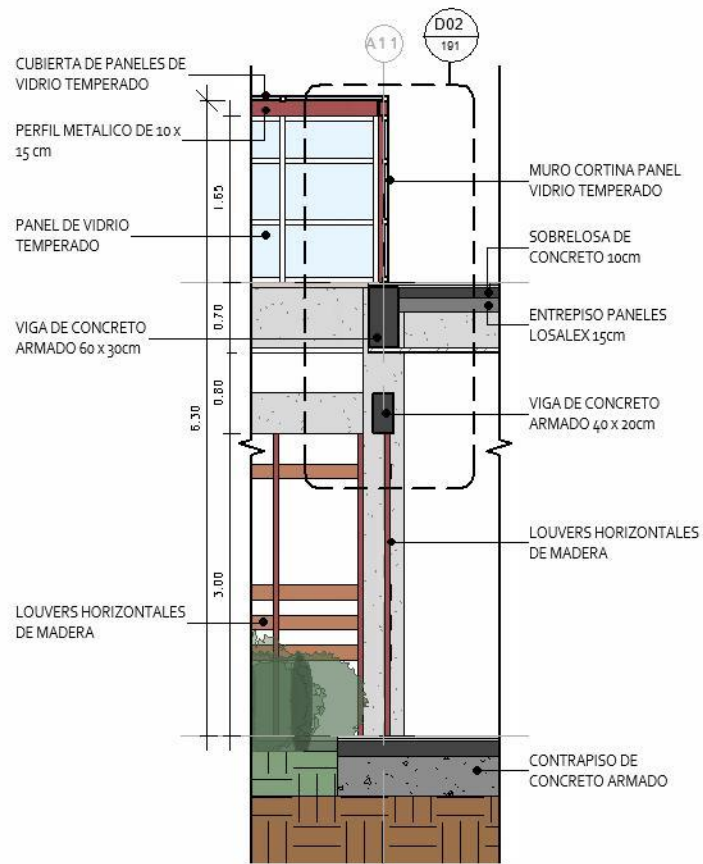 A11
D02
191
CUBIERTA DE PANELES DE
VIDRIO TEMPERADO
PERFIL METALICO DE 10 x
15 cm
PANEL DE VIDRIO
TEMPERADO
VIGA DE CONCRETO
ARMADO 60 x 30cm
LOUVERS HORIZONTALES
DE MADERA
1.65
0.70
0.80
6.30
3.00
MURO CORTINA PANEL
VIDRIO TEMPERADO
SOBRELOSA DE
CONCRETO 10cm
ENTREPISO PANELES
LOSALEX 15cm
VIGA DE CONCRETO
ARMADO 40 x 20cm
LOUVERS HORIZONTALES
DE MADERA
CONTRAPISO DE
CONCRETO ARMADO